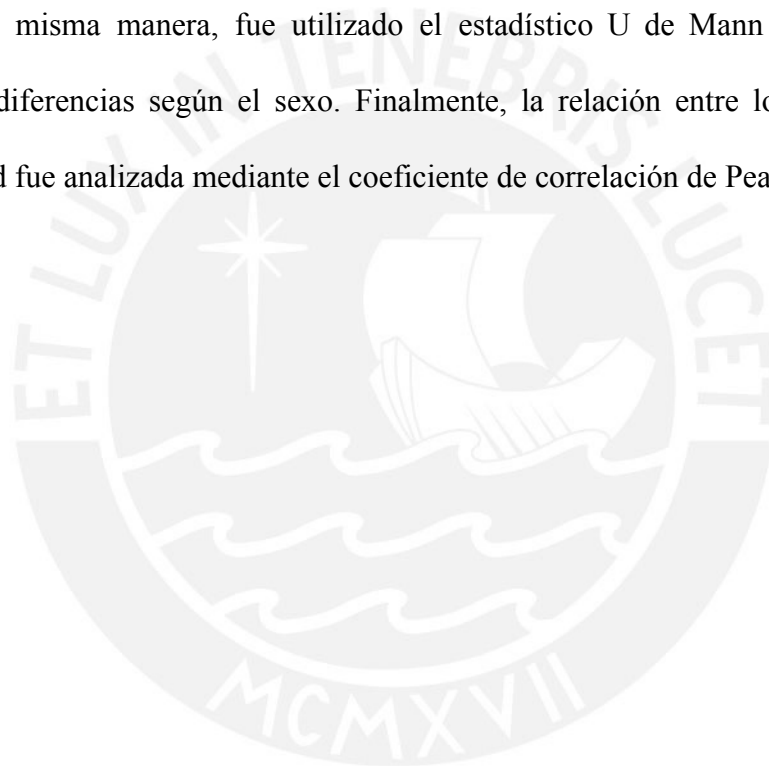 misma manera, fue utilizado el estadístico U de Mann
diferencias según el sexo. Finalmente, la relación entre
fue analizada mediante el coeficiente de correlación de
ET LUX IN TENEBRIS LUCET
MCMXVII